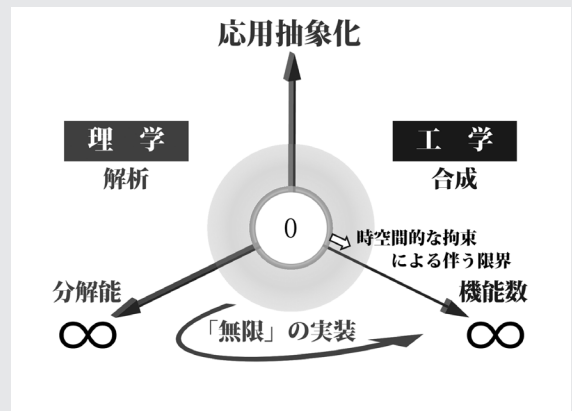 応用抽象化
理 学
解析
工 学
合成
0
時空間的な拘束
による伴う限界
分解能
∞
機能数
∞
「無限」の実装